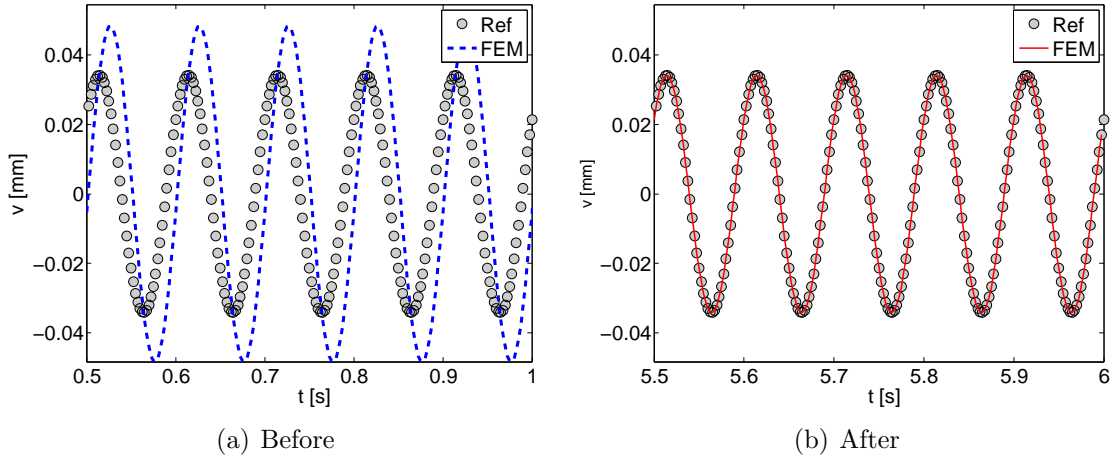 Ref
FEM
0.04
0.02
0
−0.02
−0.04
v [mm]
0.5 0.6 0.7 0.8 0.9 1
t [s]
(a) Before
Ref
FEM
0.04
0.02
0
−0.02
−0.04
v [mm]
5.5 5.6 5.7 5.8 5.9 6
t [s]
(b) After